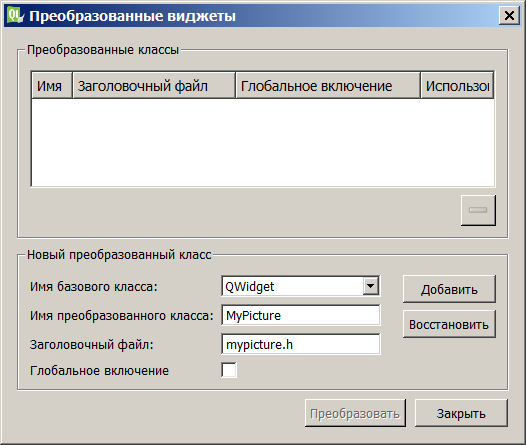 Преобразованные виджеты
Преобразованные классы
Имя Заголовочный файл Глобальное включение Использов
Новый преобразованный класс
Имя базового класса: QWidget Добавить
Имя преобразованного класса: MyPicture Восстановить
Заголовочный файл: mypicture.h
Глобальное включение
Преобразовать Закрыть